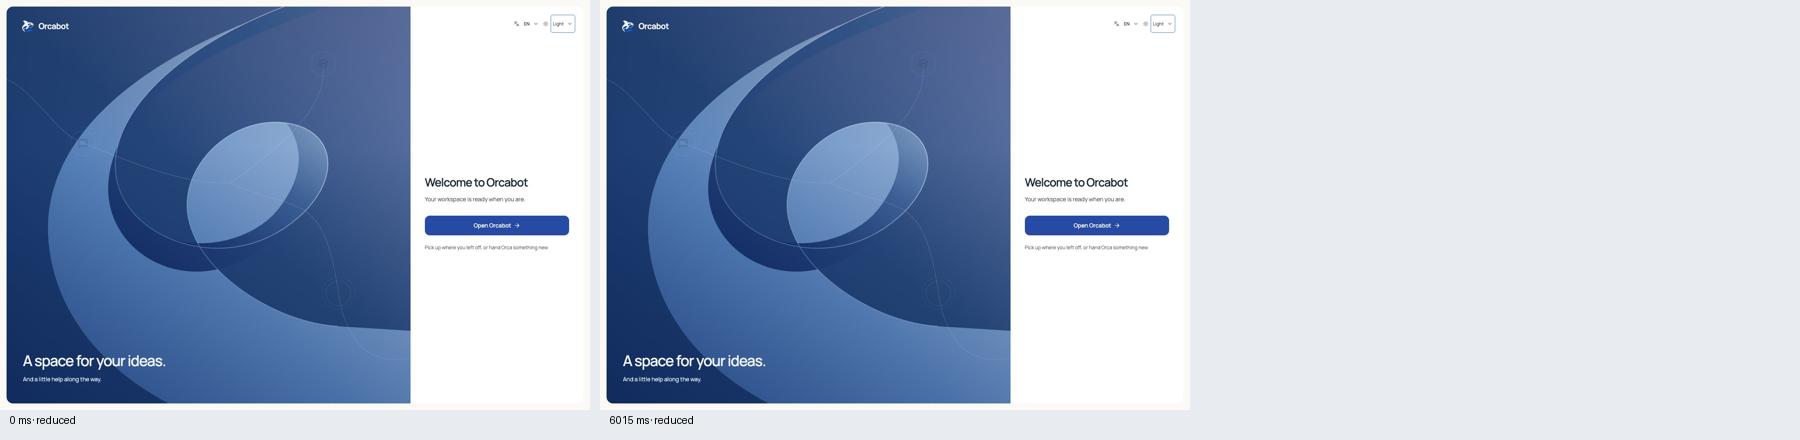 Orcabot
EN
Light
Welcome to Orcabot
Your workspace is ready when you are.
Open Orcabot →
Pick up where you left off, or hand Orca something new.
A space for your ideas.
And a little help along the way.
0 ms · reduced
Orcabot
EN
Light
Welcome to Orcabot
Your workspace is ready when you are.
Open Orcabot →
Pick up where you left off, or hand Orca something new.
A space for your ideas.
And a little help along the way.
6015 ms · reduced